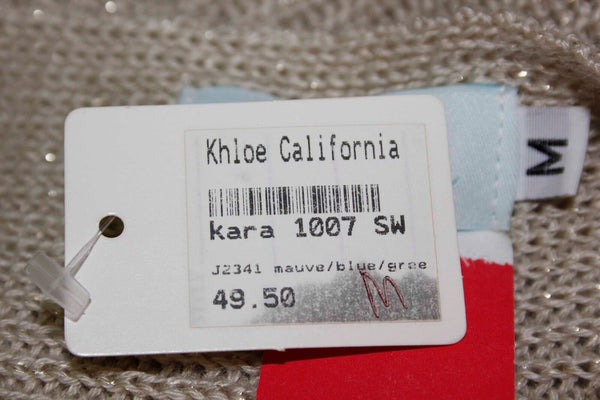 Khloe California
kara 1007 SW
J2341 mauve/blue/gree
49.50 M
M